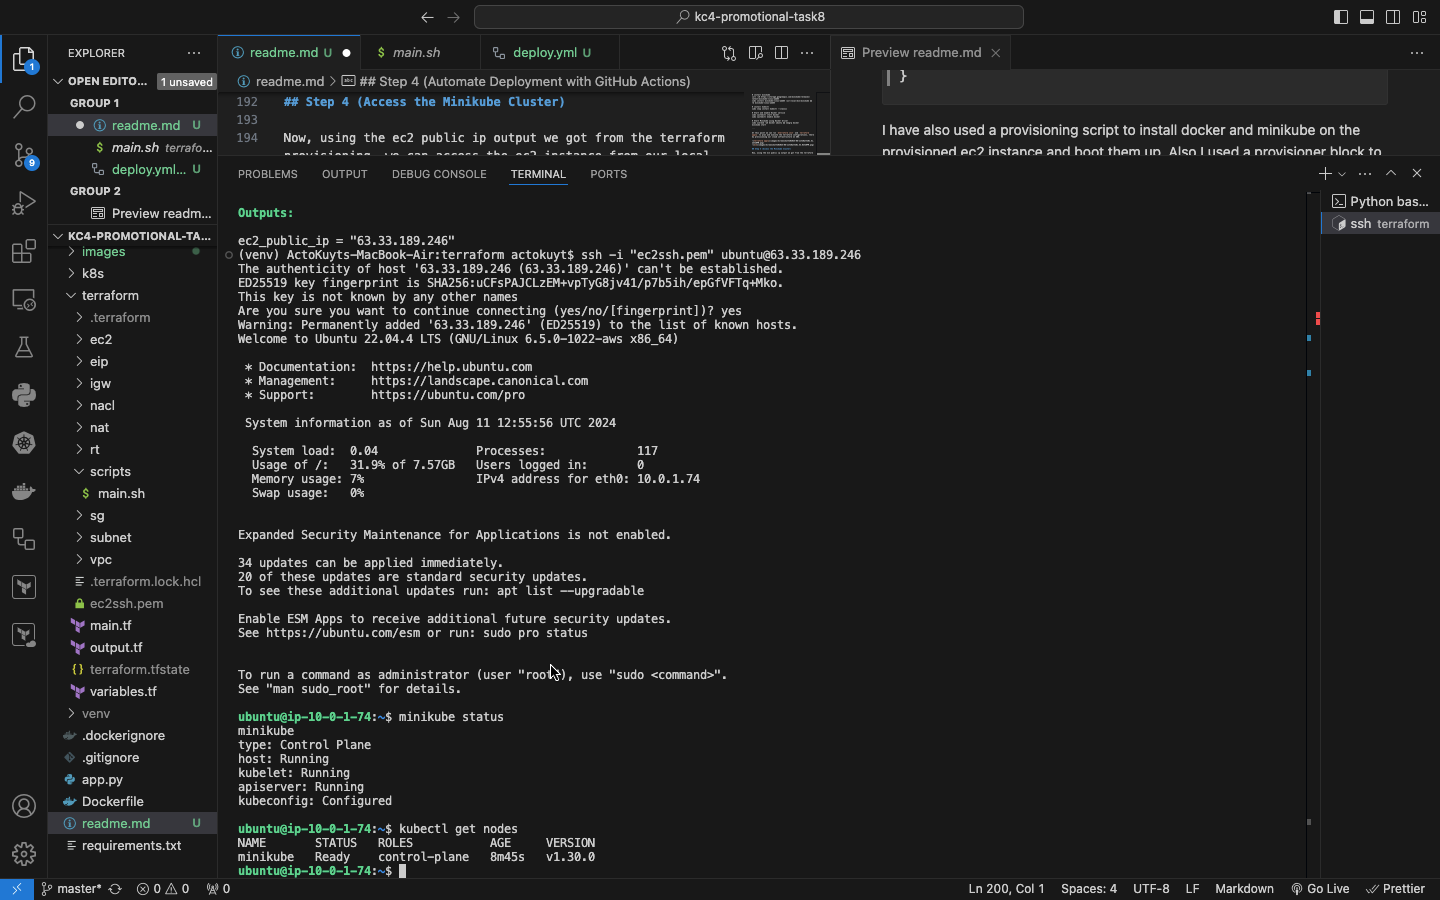 kc4-promotional-task8
EXPLORER
OPEN EDITO... 1 unsaved
GROUP 1
readme.md U
main.sh terrafo...
deploy.yml... U
GROUP 2
Preview readm...
KC4-PROMOTIONAL-TA...
images
k8s
terraform
.terraform
ec2
eip
igw
nacl
nat
rt
scripts
$ main.sh
sg
subnet
vpc
.terraform.lock.hcl
ec2ssh.pem
main.tf
output.tf
terraform.tfstate
variables.tf
venv
.dockerignore
.gitignore
app.py
Dockerfile
readme.md U
requirements.txt
readme.md U
$ main.sh
deploy.yml U
readme.md > ## Step 4 (Automate Deployment with GitHub Actions)
192 ## Step 4 (Access the Minikube Cluster)
193
194 Now, using the ec2 public ip output we got from the terraform
provisioning, we can access the ec2 instance from our local
Preview readme.md
}
I have also used a provisioning script to install docker and minikube on the
provisioned ec2 instance and boot them up. Also I used a provisioner block to
PROBLEMS OUTPUT DEBUG CONSOLE TERMINAL PORTS
Python bas...
ssh terraform
Outputs:
ec2_public_ip = "63.33.189.246"
(venv) ActoKuyts-MacBook-Air:terraform actokuyt$ ssh -i "ec2ssh.pem" ubuntu@63.33.189.246
The authenticity of host '63.33.189.246 (63.33.189.246)' can't be established.
ED25519 key fingerprint is SHA256:uCFsPAJCLzEM+vpTyG8jv41/p7b5ih/epGfVFTq+Mko.
This key is not known by any other names
Are you sure you want to continue connecting (yes/no/[fingerprint])? yes
Warning: Permanently added '63.33.189.246' (ED25519) to the list of known hosts.
Welcome to Ubuntu 22.04.4 LTS (GNU/Linux 6.5.0-1022-aws x86_64)
* Documentation: https://help.ubuntu.com
* Management: https://landscape.canonical.com
* Support: https://ubuntu.com/pro
System information as of Sun Aug 11 12:55:56 UTC 2024
System load: 0.04 Processes: 117
Usage of /: 31.9% of 7.57GB Users logged in: 0
Memory usage: 7% IPv4 address for eth0: 10.0.1.74
Swap usage: 0%
Expanded Security Maintenance for Applications is not enabled.
34 updates can be applied immediately.
20 of these updates are standard security updates.
To see these additional updates run: apt list --upgradable
Enable ESM Apps to receive additional future security updates.
See https://ubuntu.com/esm or run: sudo pro status
To run a command as administrator (user "root"), use "sudo <command>".
See "man sudo_root" for details.
ubuntu@ip-10-0-1-74:~$ minikube status
minikube
type: Control Plane
host: Running
kubelet: Running
apiserver: Running
kubeconfig: Configured
ubuntu@ip-10-0-1-74:~$ kubectl get nodes
NAME STATUS ROLES AGE VERSION
minikube Ready control-plane 8m45s v1.30.0
ubuntu@ip-10-0-1-74:~$
1
9
master* 0 0 0
Ln 200, Col 1 Spaces: 4 UTF-8 LF Markdown Go Live Prettier